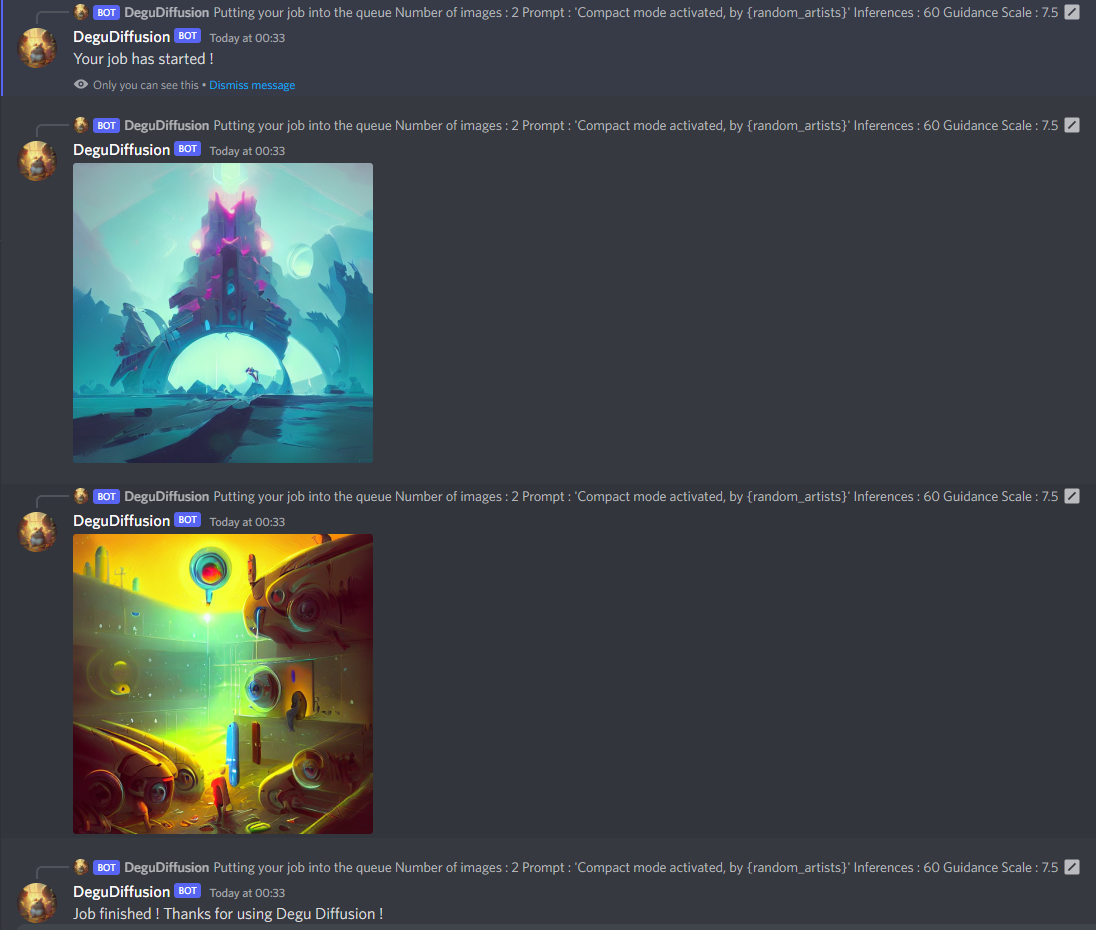 BOT DeguDiffusion Putting your job into the queue Number of images : 2 Prompt : 'Compact mode activated, by {random_artists}' Inferences : 60 Guidance Scale : 7.5
DeguDiffusion BOT Today at 00:33
Your job has started !
Only you can see this • Dismiss message
BOT DeguDiffusion Putting your job into the queue Number of images : 2 Prompt : 'Compact mode activated, by {random_artists}' Inferences : 60 Guidance Scale : 7.5
DeguDiffusion BOT Today at 00:33
BOT DeguDiffusion Putting your job into the queue Number of images : 2 Prompt : 'Compact mode activated, by {random_artists}' Inferences : 60 Guidance Scale : 7.5
DeguDiffusion BOT Today at 00:33
BOT DeguDiffusion Putting your job into the queue Number of images : 2 Prompt : 'Compact mode activated, by {random_artists}' Inferences : 60 Guidance Scale : 7.5
DeguDiffusion BOT Today at 00:33
Job finished ! Thanks for using Degu Diffusion !